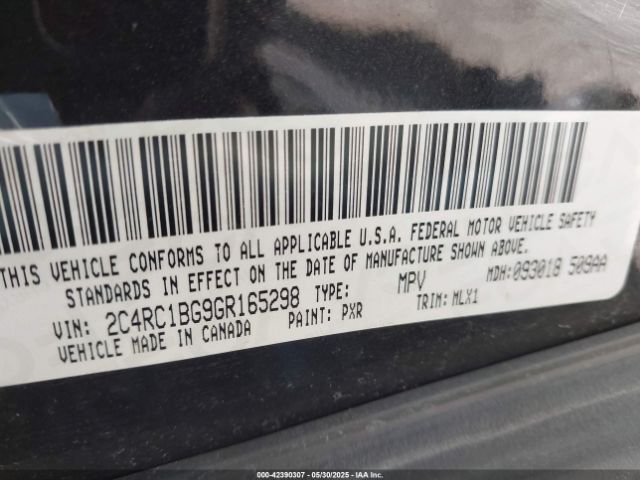 THIS VEHICLE CONFORMS TO ALL APPLICABLE U.S.A. FEDERAL MOTOR VEHICLE SAFETY
STANDARDS IN EFFECT ON THE DATE OF MANUFACTURE SHOWN ABOVE.
VIN: 2C4RC1BG9GR165298 TYPE: MPV MDH:093018 509AA
VEHICLE MADE IN CANADA PAINT: PXR TRIM: MLX1
000-42390307 | 05/30/2025 | IAA Inc.